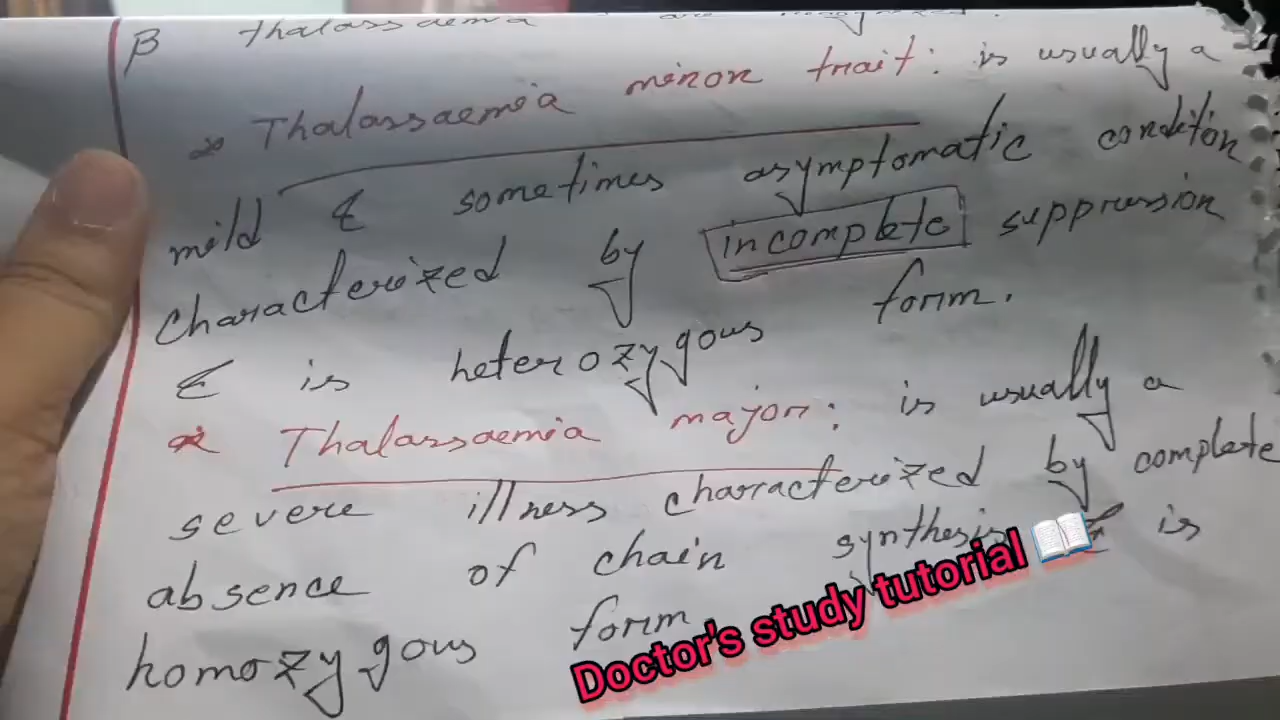 β thalassaemia
* Thalassaemia minor trait: is usually a
mild & sometimes asymptomatic condition
characterized by incomplete suppression
& is heterozygous form.
* Thalassaemia major: is usually a
severe illness characterized by complete
absence of chain synthesis & is
homozygous form
Doctor's study tutorial 📖